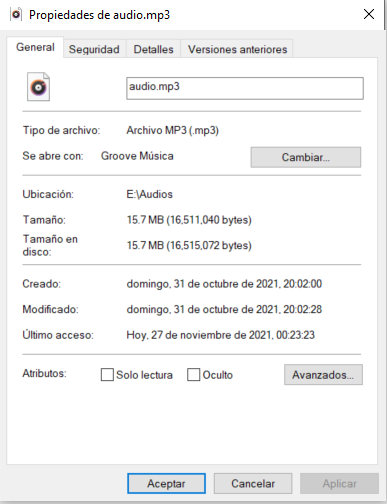 Propiedades de audio.mp3
General Seguridad Detalles Versiones anteriores
audio.mp3
Tipo de archivo: Archivo MP3 (.mp3)
Se abre con: Groove Música Cambiar...
Ubicación: E:\Audios
Tamaño: 15.7 MB (16,511,040 bytes)
Tamaño en
disco: 15.7 MB (16,515,072 bytes)
Creado: domingo, 31 de octubre de 2021, 20:02:00
Modificado: domingo, 31 de octubre de 2021, 20:02:28
Último acceso: Hoy, 27 de noviembre de 2021, 00:23:23
Atributos: Solo lectura Oculto Avanzados...
Aceptar Cancelar Aplicar